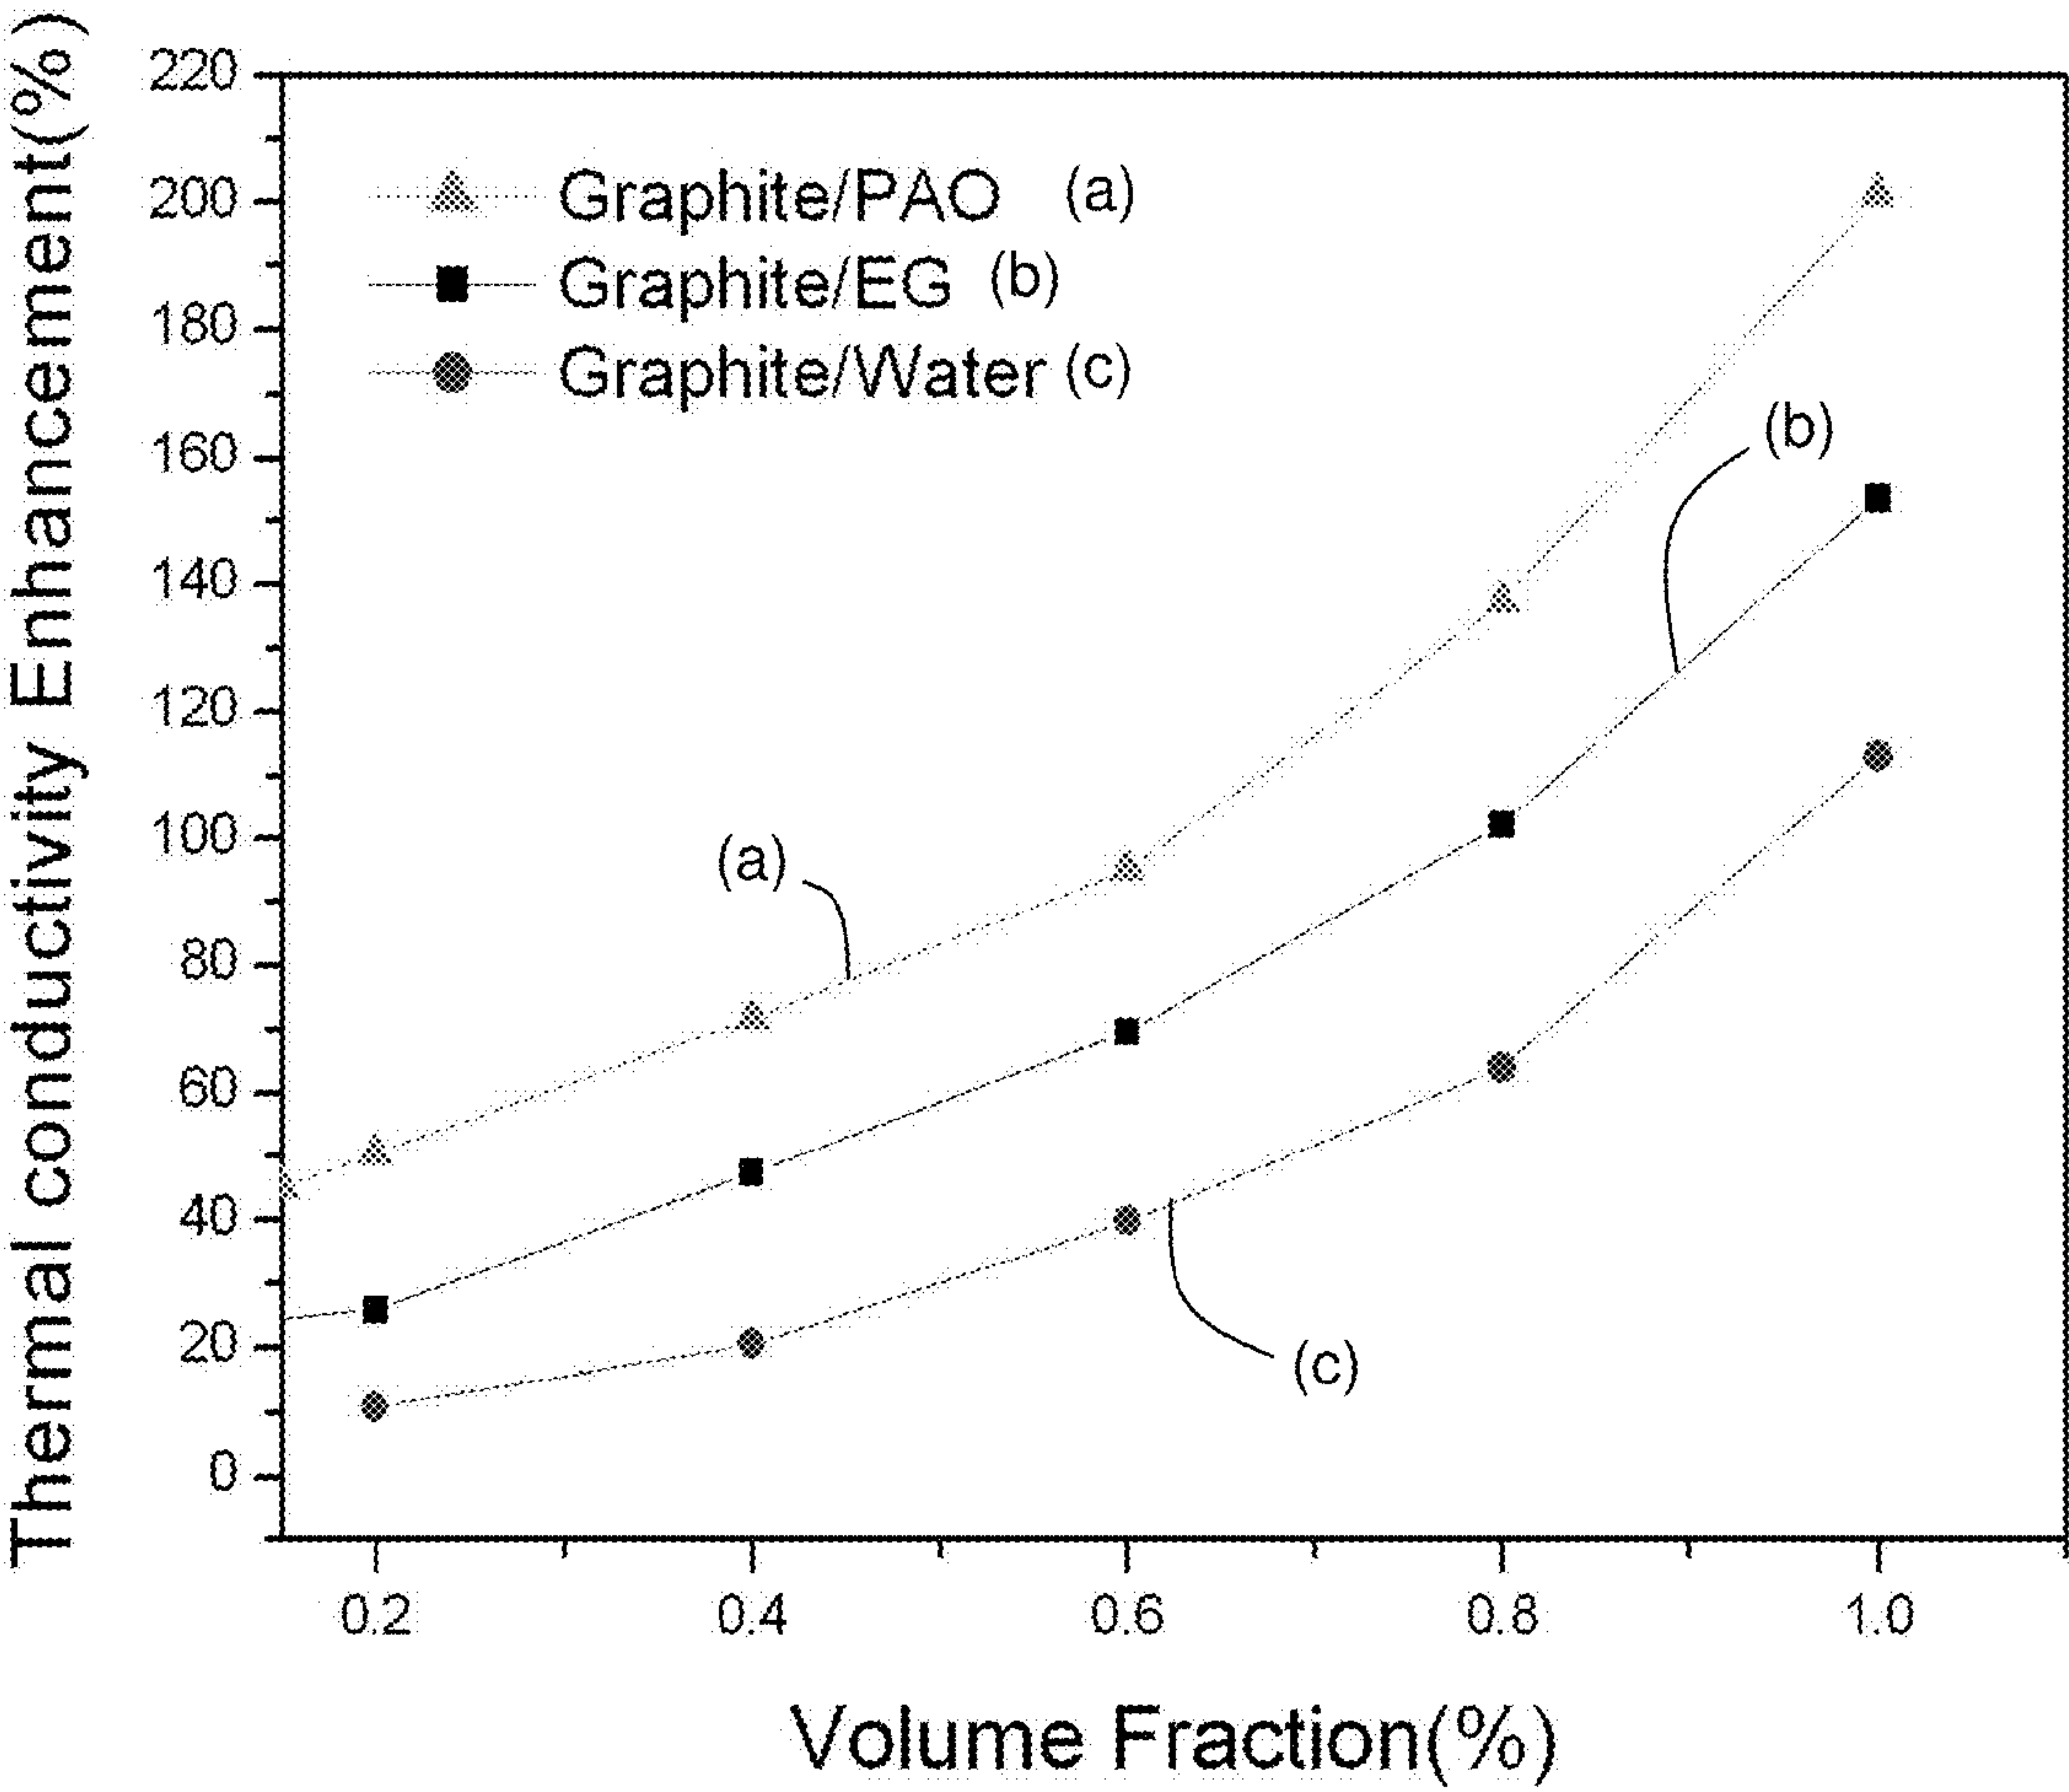 Thermal conductivity Enhancement(%)
220
200
180
160
140
120
100
80
60
40
20
0
Graphite/PAO (a)
Graphite/EG (b)
Graphite/Water (c)
(b)
(a)
(c)
0.2 0.4 0.6 0.8 1.0
Volume Fraction(%)